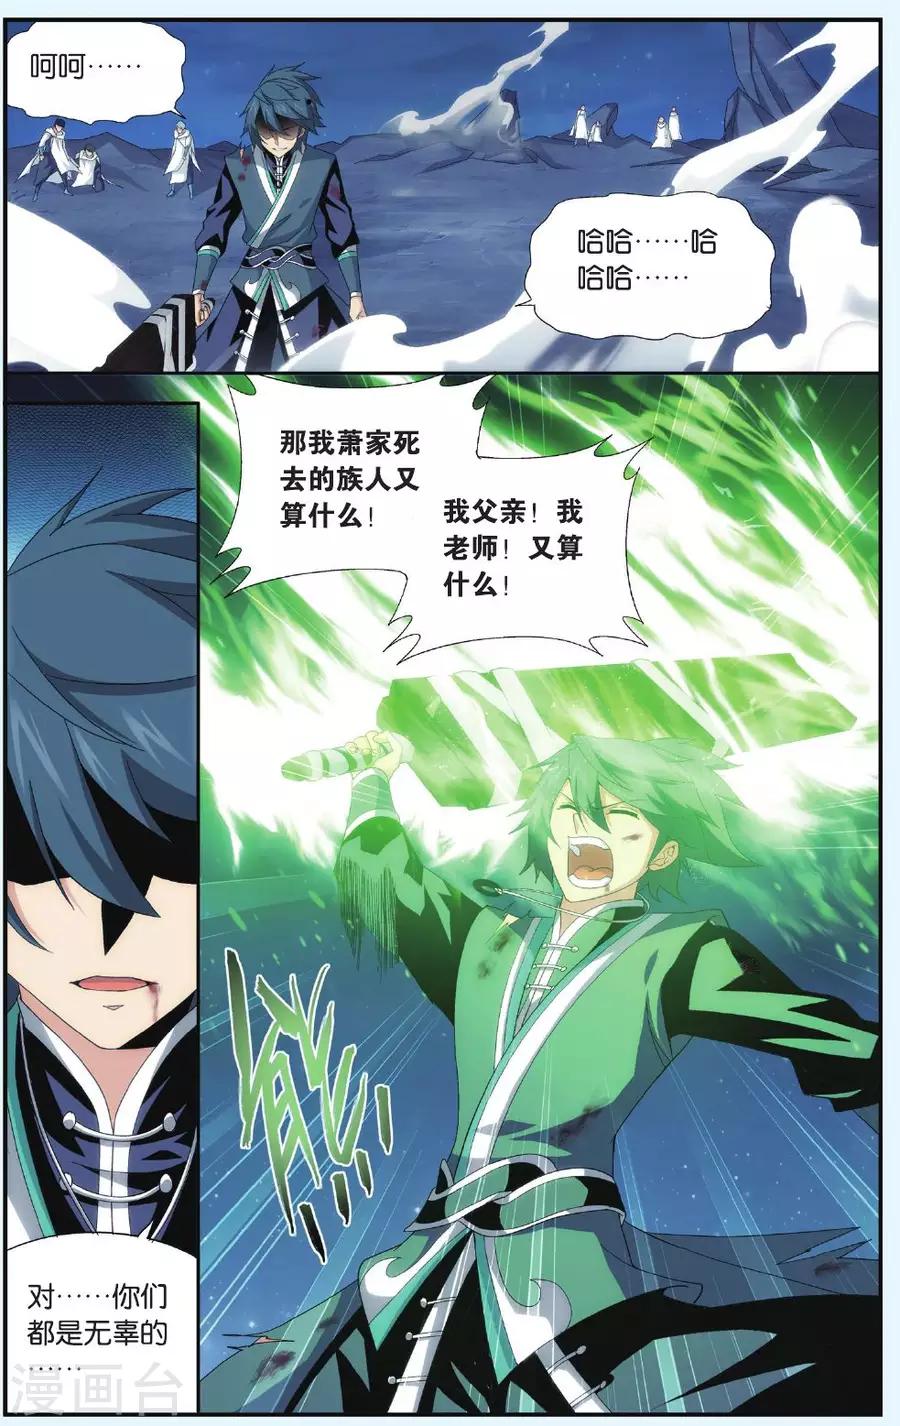 呵呵……
哈哈……哈
哈哈……
对……你们
都是无辜的
……
那我萧家死
去的族人又
算什么！
我父亲！我
老师！又算
什么！
漫画台